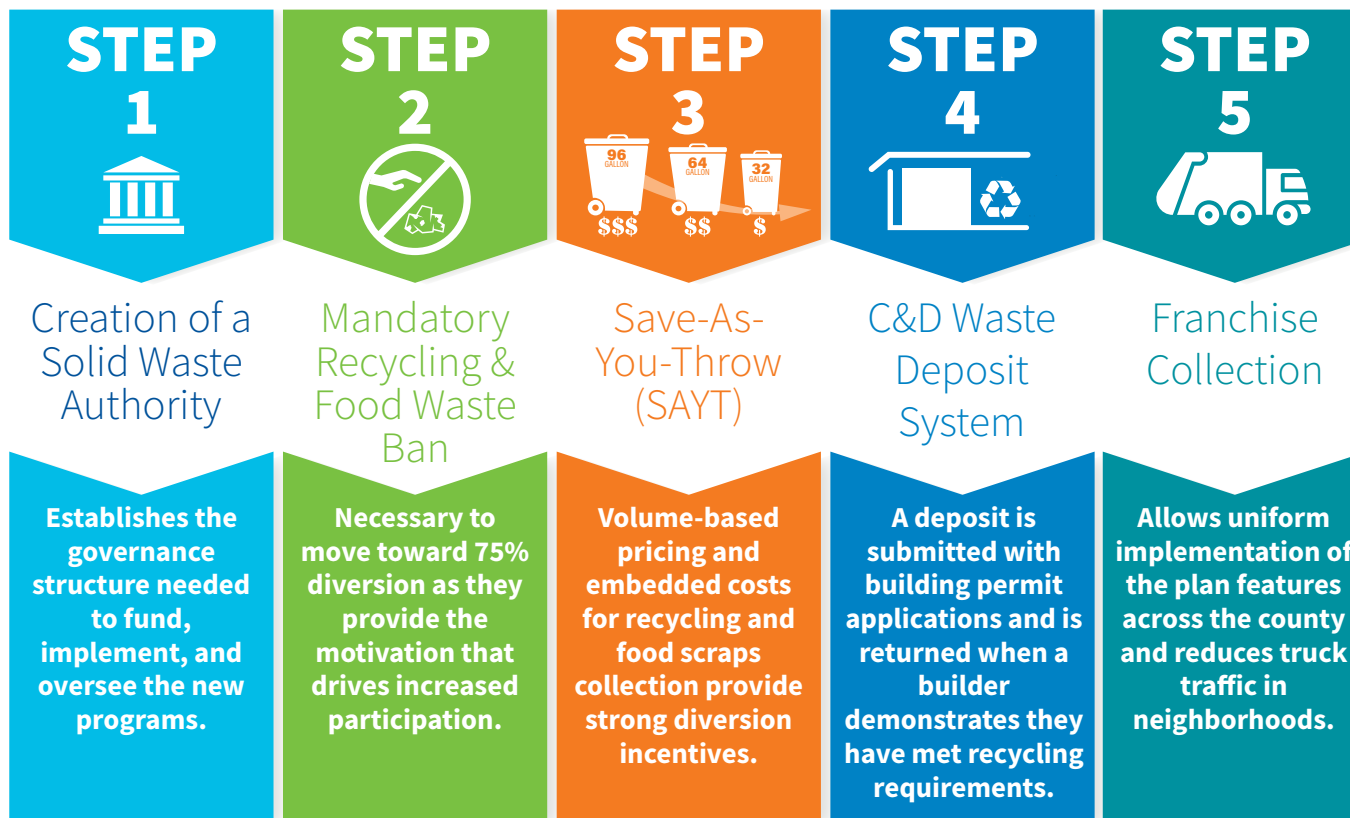 STEP
1
Creation of a
Solid Waste
Authority
Establishes the
governance
structure needed
to fund,
implement, and
oversee the new
programs.
STEP
2
Mandatory
Recycling &
Food Waste
Ban
Necessary to
move toward 75%
diversion as they
provide the
motivation that
drives increased
participation.
STEP
3
96
GALLON
$$$
64
GALLON
$$
32
GALLON
$
Save-As-
You-Throw
(SAYT)
Volume-based
pricing and
embedded costs
for recycling and
food scraps
collection provide
strong diversion
incentives.
STEP
4
C&D Waste
Deposit
System
A deposit is
submitted with
building permit
applications and is
returned when a
builder
demonstrates they
have met recycling
requirements.
STEP
5
Franchise
Collection
Allows uniform
implementation of
the plan features
across the county
and reduces truck
traffic in
neighborhoods.